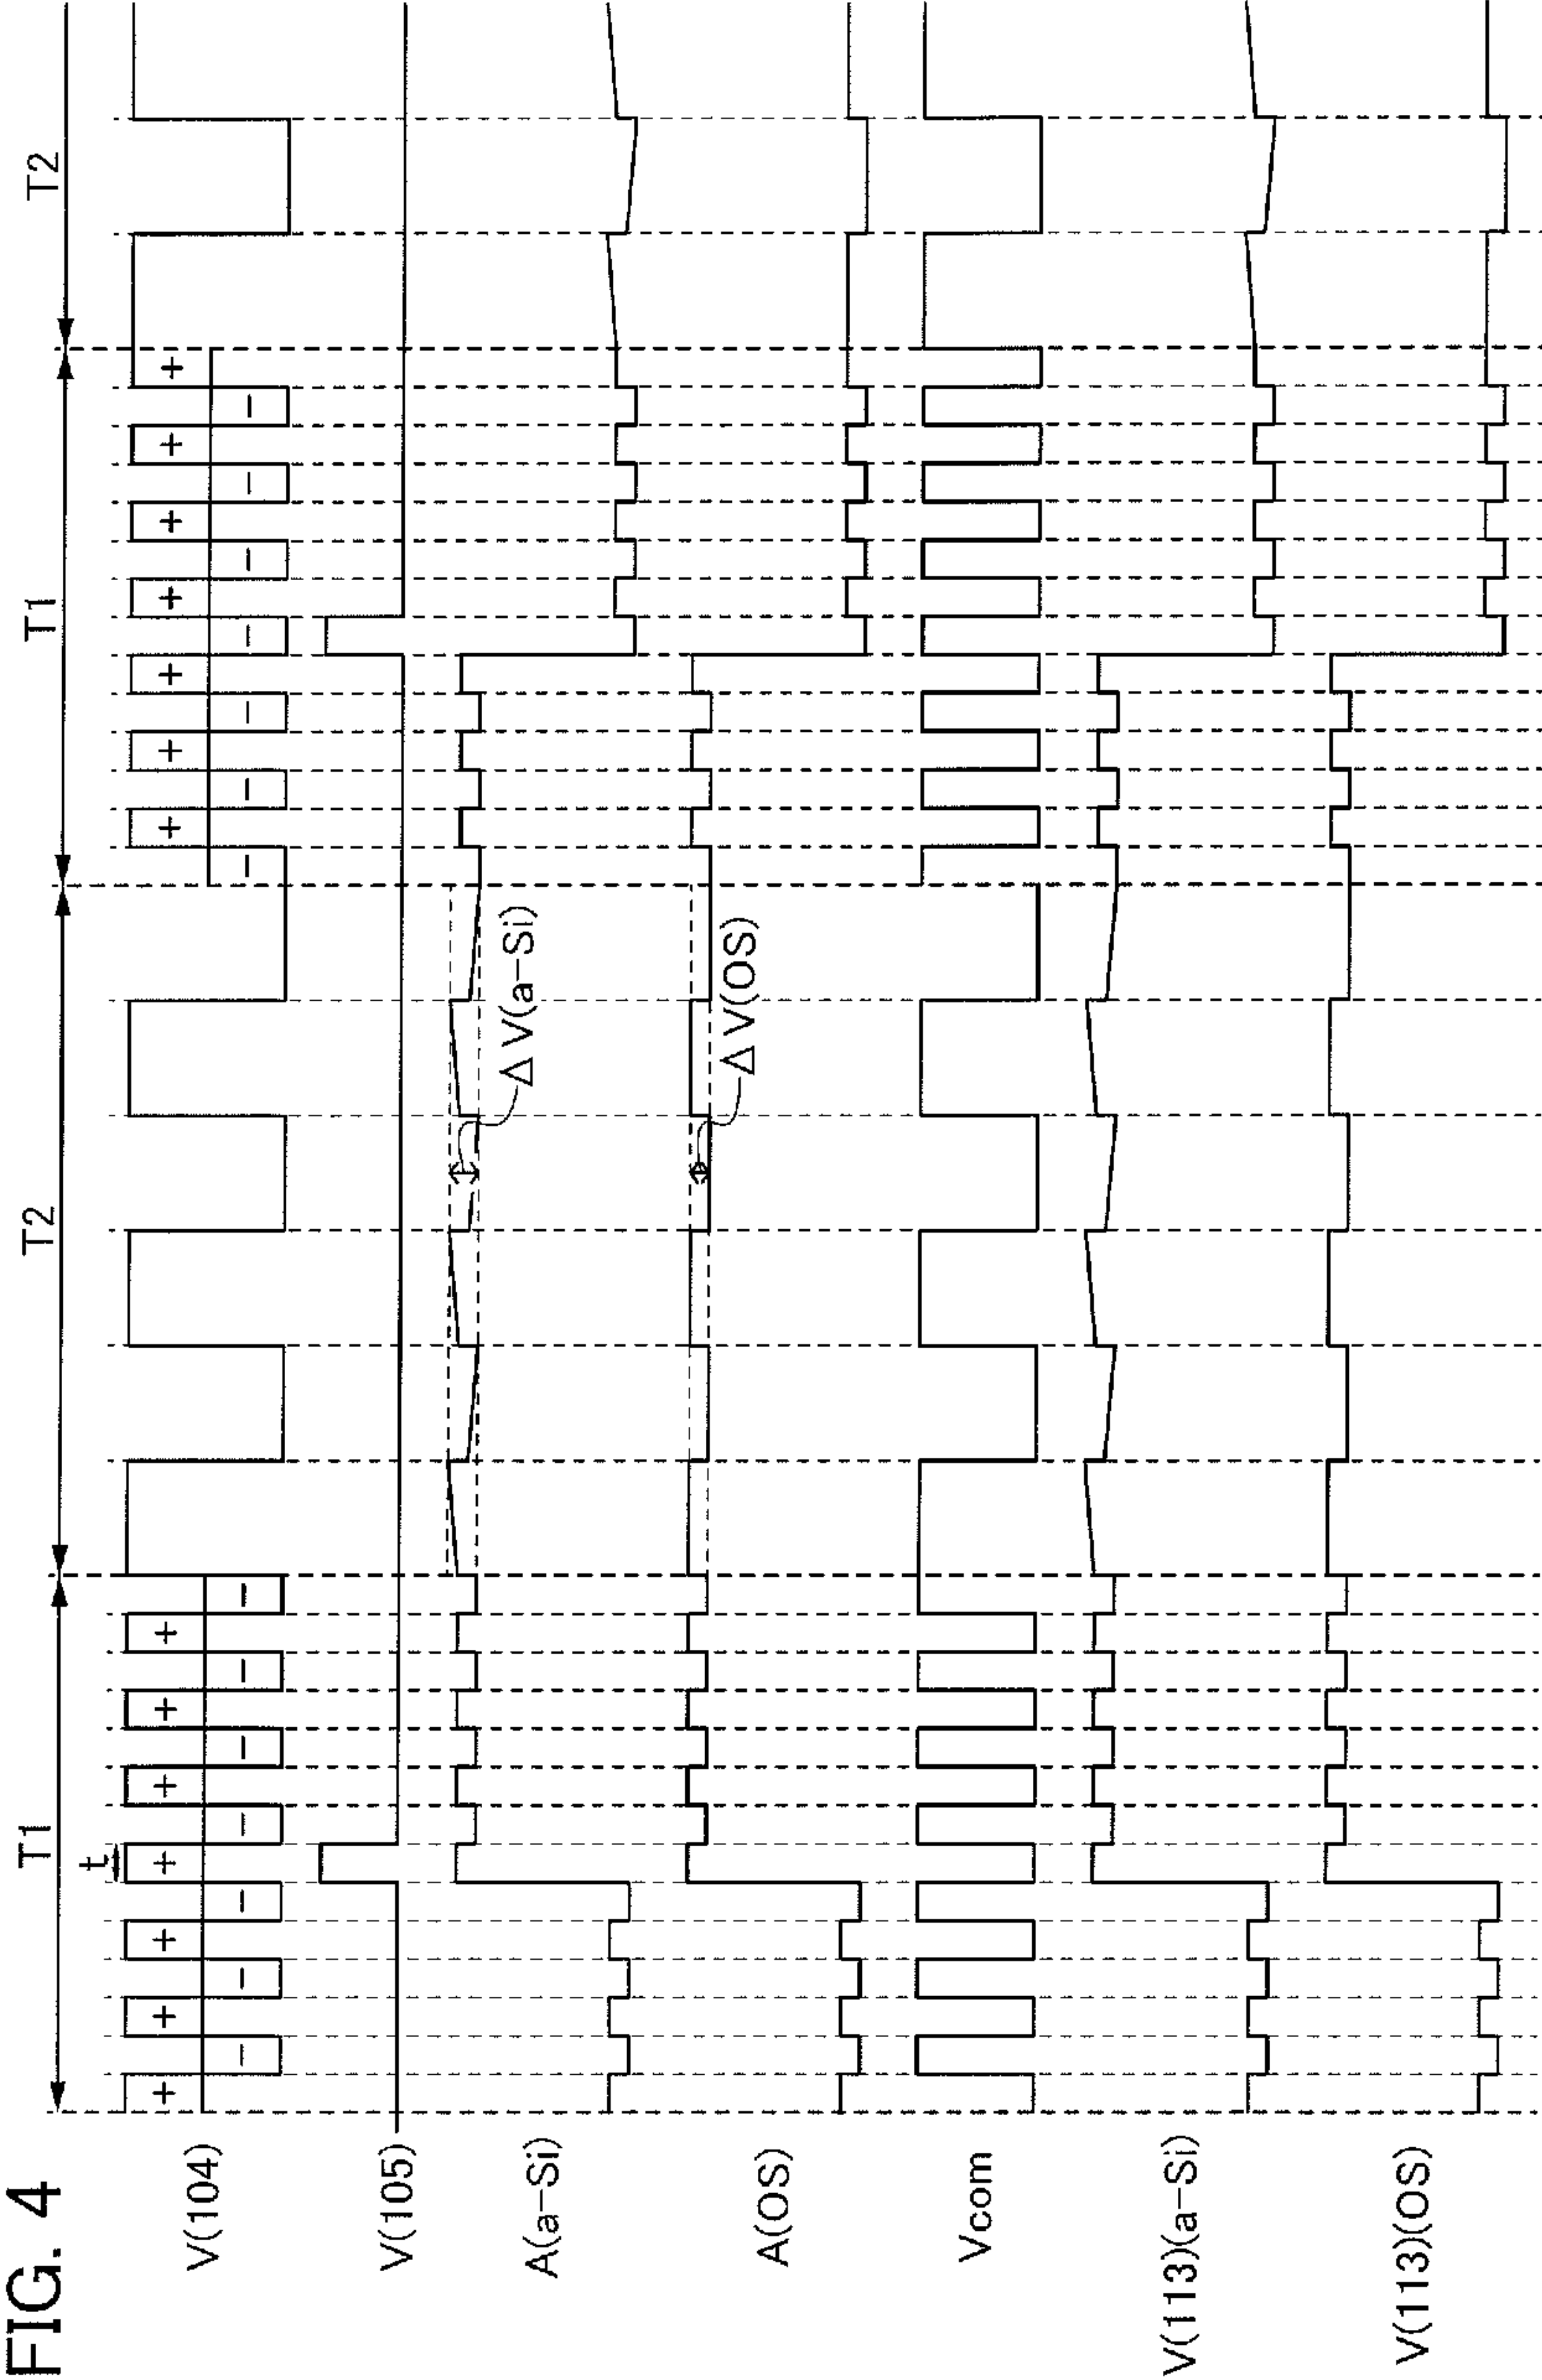 FIG. 4
T1 T2 T1 T2
t
V(104) + − + − + − + − + − + − + − − + − + − + − + − + − + − +
V(105)
A(a−Si) ΔV(a−Si)
A(OS) ΔV(OS)
Vcom
V(113)(a−Si)
V(113)(OS)